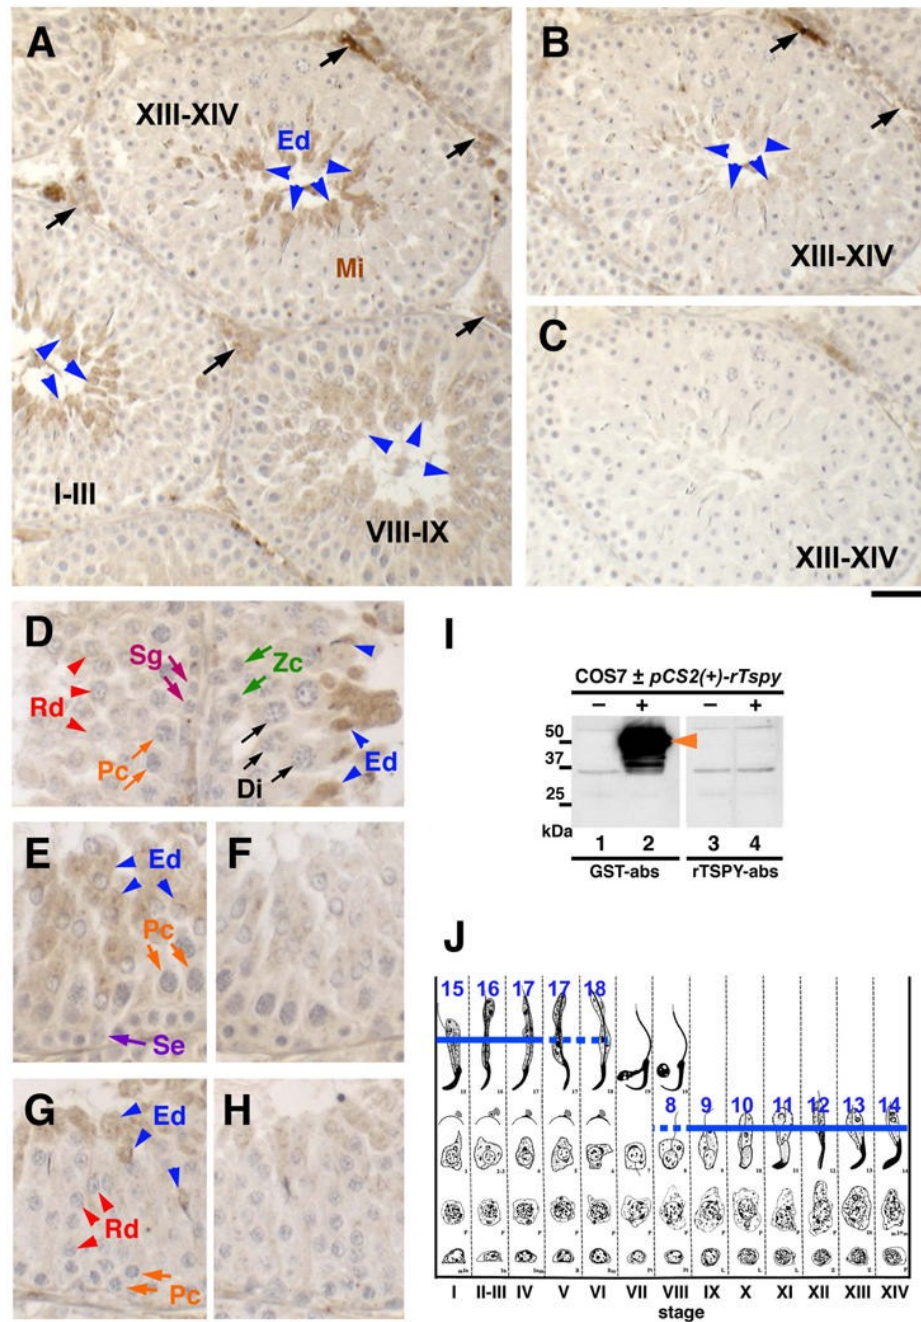 A
XIII-XIV
Ed
Mi
I-III
VIII-IX
B
XIII-XIV
C
XIII-XIV
D
Sg
Zc
Rd
Pc
Di
Ed
E
Ed
Pc
Se
F
G
Ed
Rd
Pc
H
I
COS7 ± pCS2(+)-rTspy
− + − +
50
37
25
kDa
1 2 3 4
GST-abs rTSPY-abs
J
15 16 17 17 18
8 9 10 11 12 13 14
I II-III IV V VI VII VIII IX X XI XII XIII XIV
stage